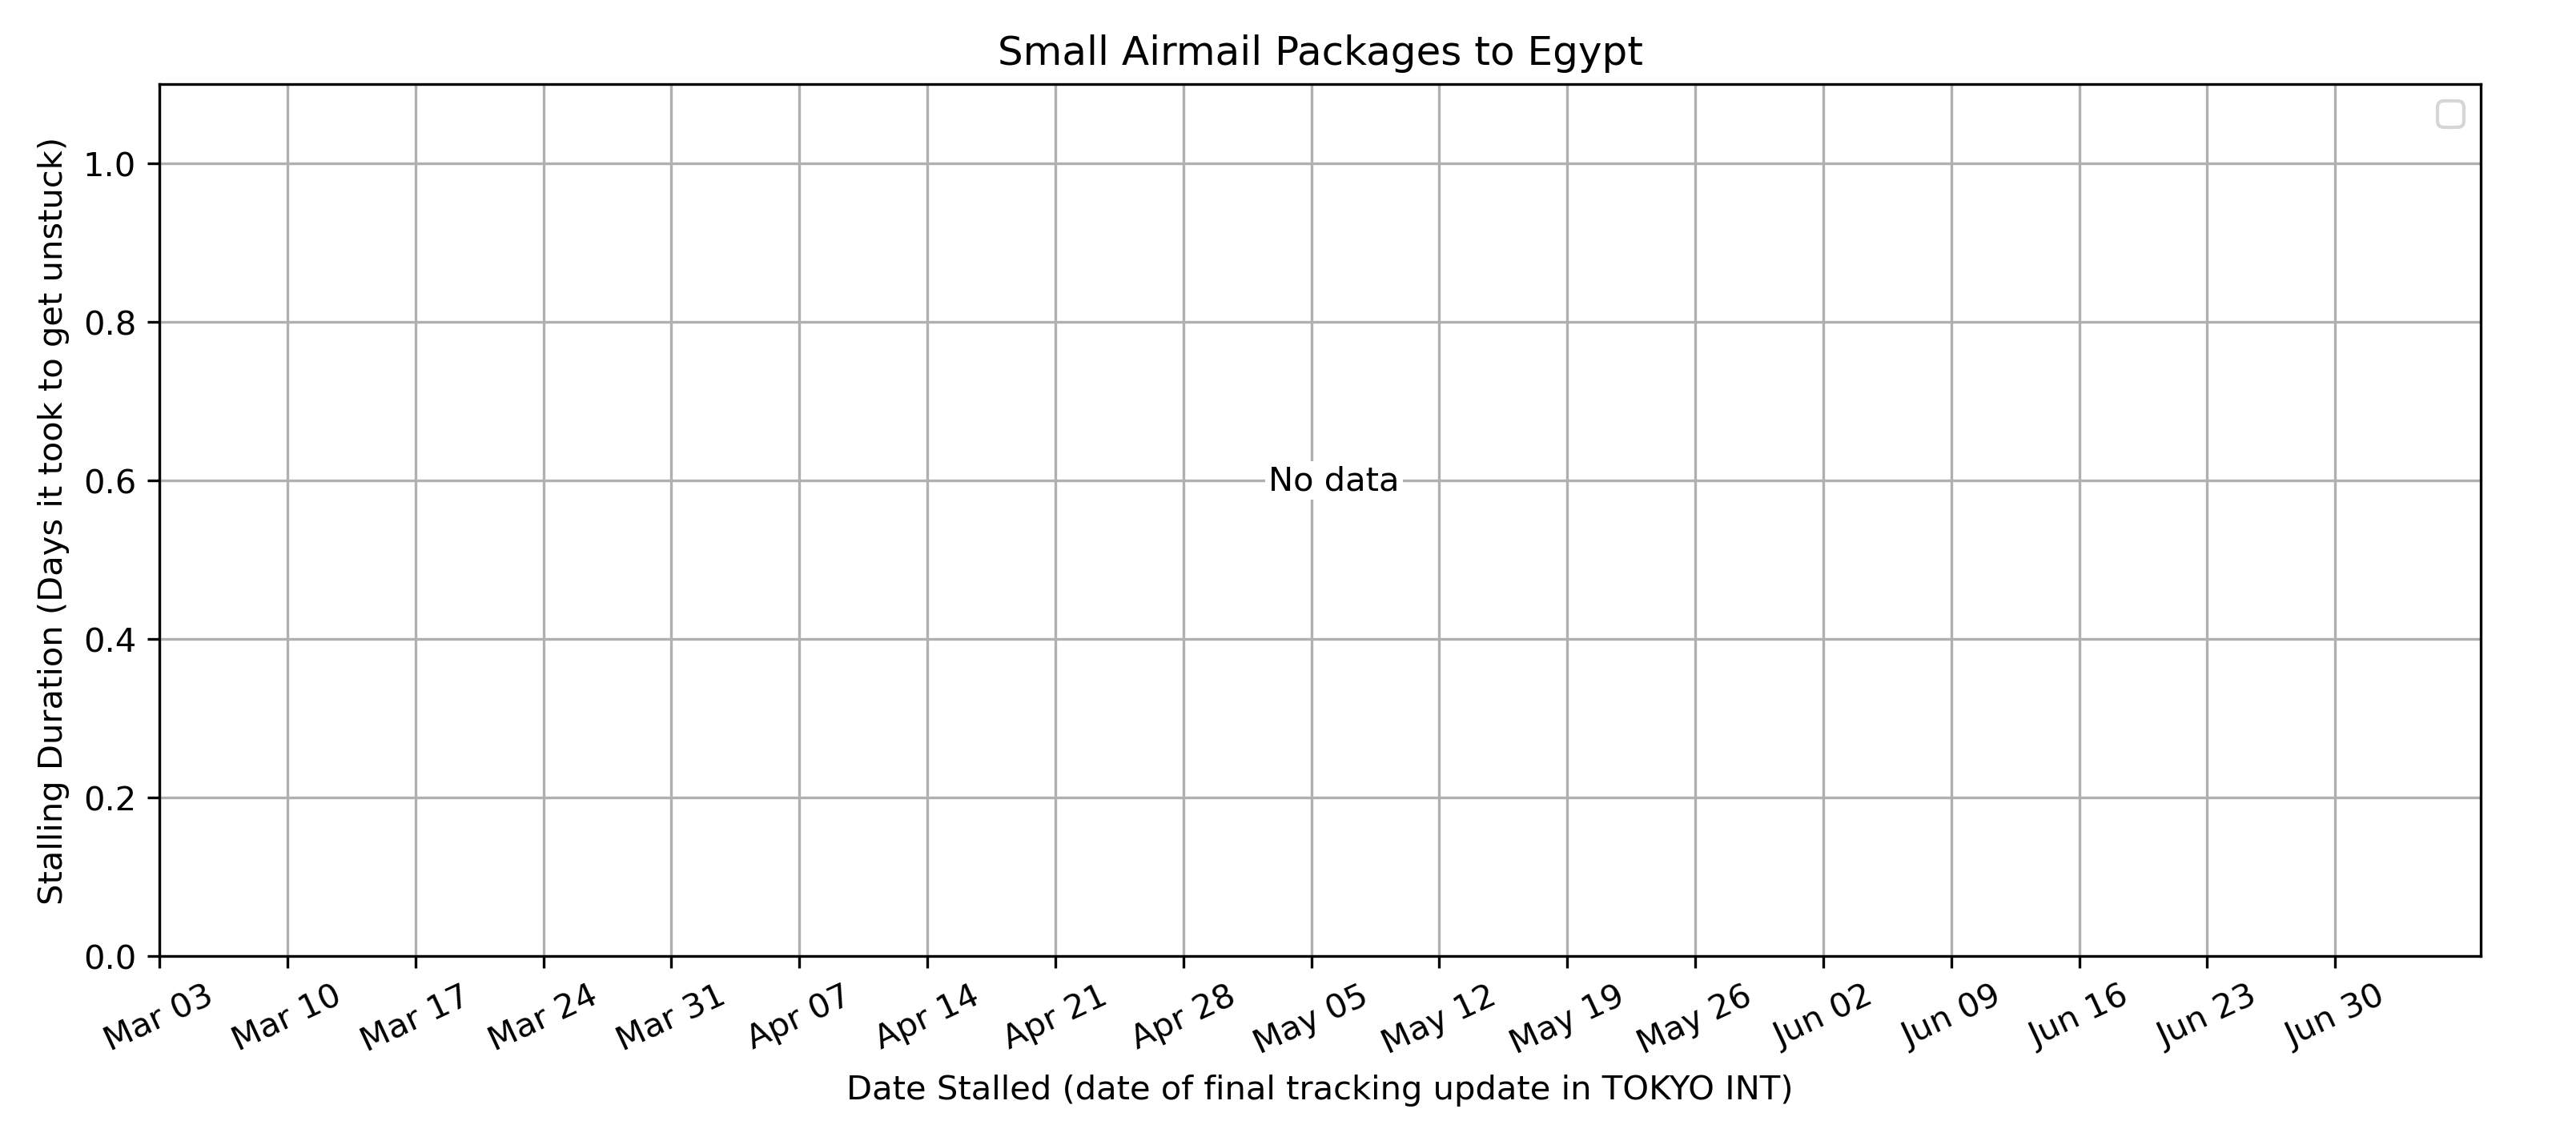 Small Airmail Packages to Egypt
Stalling Duration (Days it took to get unstuck)
1.0
0.8
0.6
0.4
0.2
0.0
No data
Mar 03
Mar 10
Mar 17
Mar 24
Mar 31
Apr 07
Apr 14
Apr 21
Apr 28
May 05
May 12
May 19
May 26
Jun 02
Jun 09
Jun 16
Jun 23
Jun 30
Date Stalled (date of final tracking update in TOKYO INT)